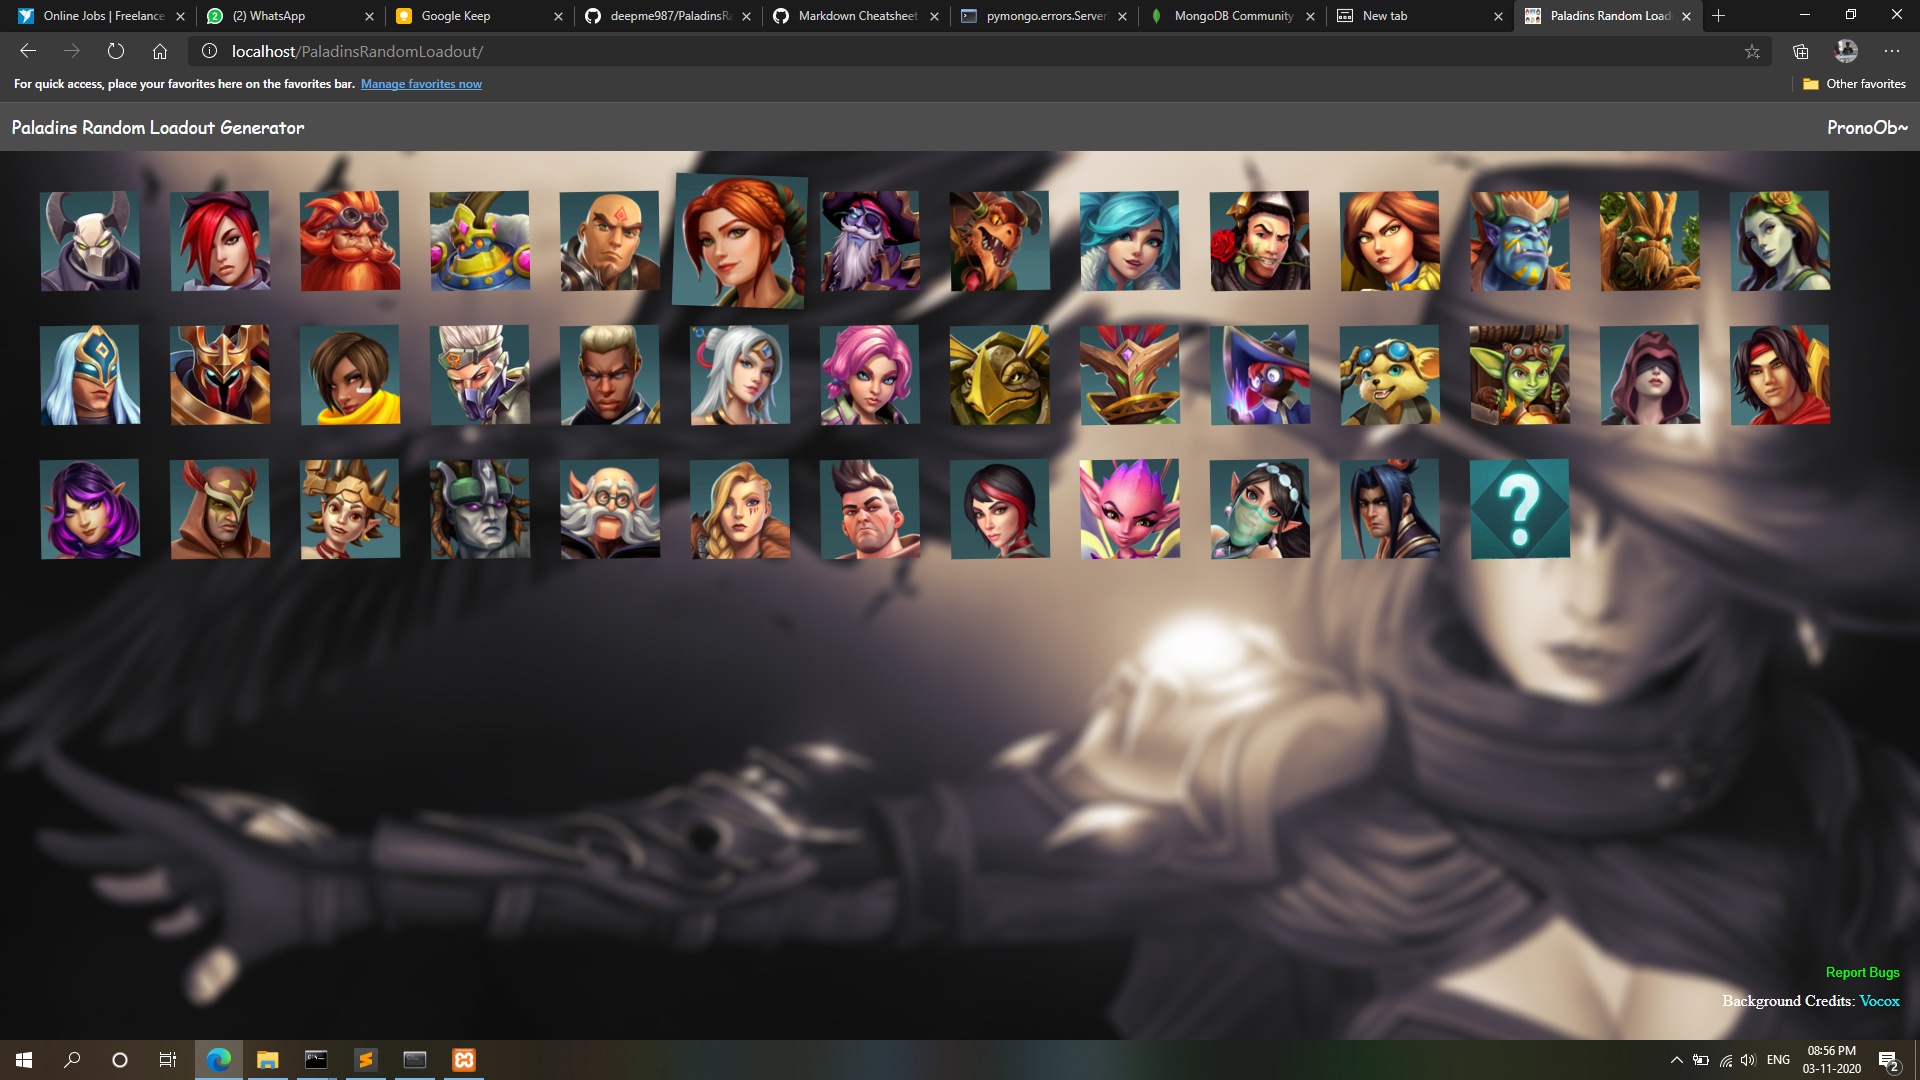 Online Jobs | Freelance
(2) WhatsApp
Google Keep
deepme987/PaladinsRa
Markdown Cheatsheet
pymongo.errors.Server
MongoDB Community
New tab
Paladins Random Load
localhost/PaladinsRandomLoadout/
For quick access, place your favorites here on the favorites bar. Manage favorites now
Other favorites
Paladins Random Loadout Generator
PronoOb~
?
Report Bugs
Background Credits: Vocox
ENG
08:56 PM
03-11-2020
2